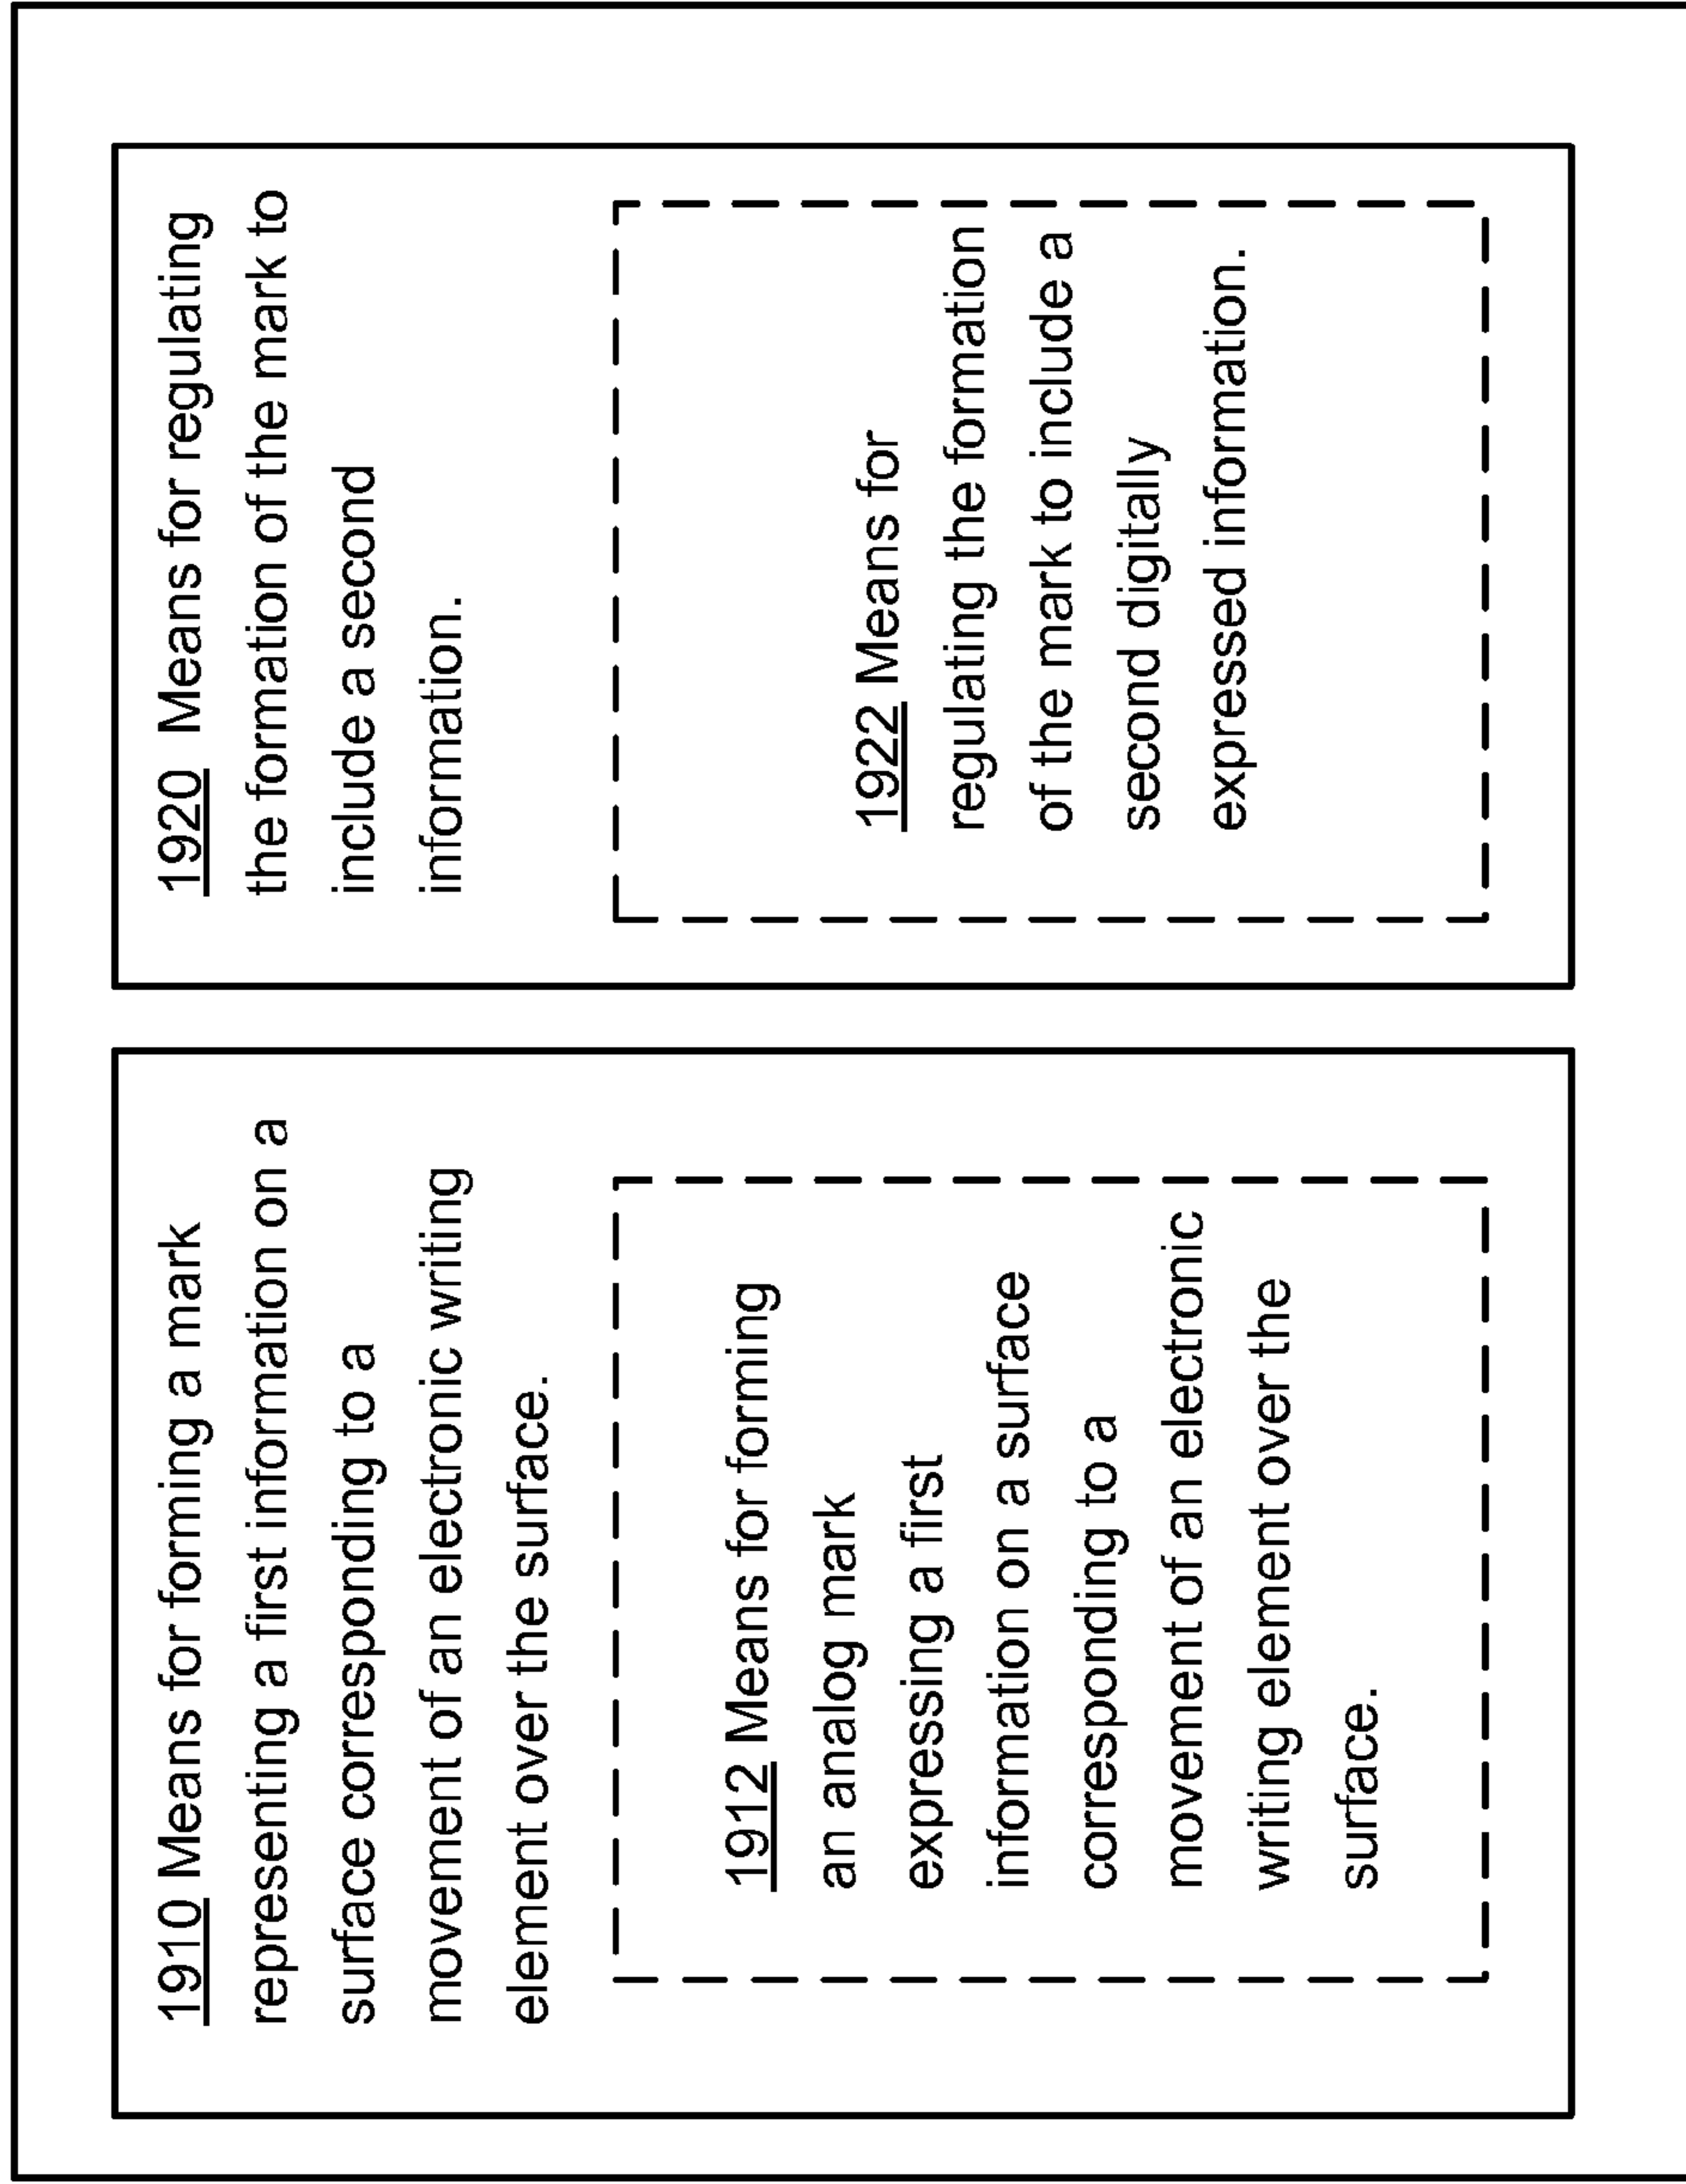 1910 Means for forming a mark
representing a first information on a
surface corresponding to a
movement of an electronic writing
element over the surface.
1912 Means for forming
an analog mark
expressing a first
information on a surface
corresponding to a
movement of an electronic
writing element over the
surface.
1920 Means for regulating
the formation of the mark to
include a second
information.
1922 Means for
regulating the formation
of the mark to include a
second digitally
expressed information.